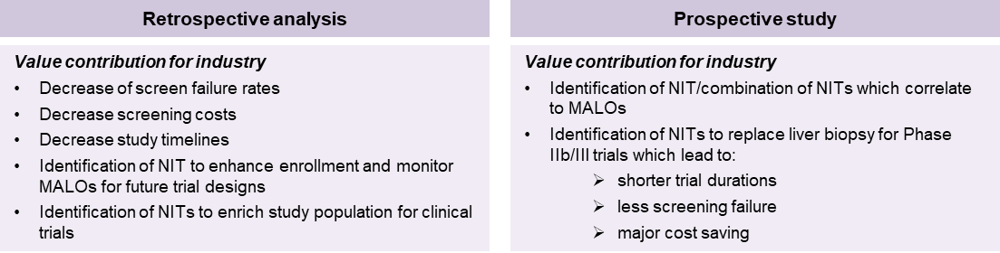 Retrospective analysis
Value contribution for industry
• Decrease of screen failure rates
• Decrease screening costs
• Decrease study timelines
• Identification of NIT to enhance enrollment and monitor
MALOs for future trial designs
• Identification of NITs to enrich study population for clinical
trials
Prospective study
Value contribution for industry
• Identification of NIT/combination of NITs which correlate
to MALOs
• Identification of NITs to replace liver biopsy for Phase
IIb/III trials which lead to:
➢ shorter trial durations
➢ less screening failure
➢ major cost saving